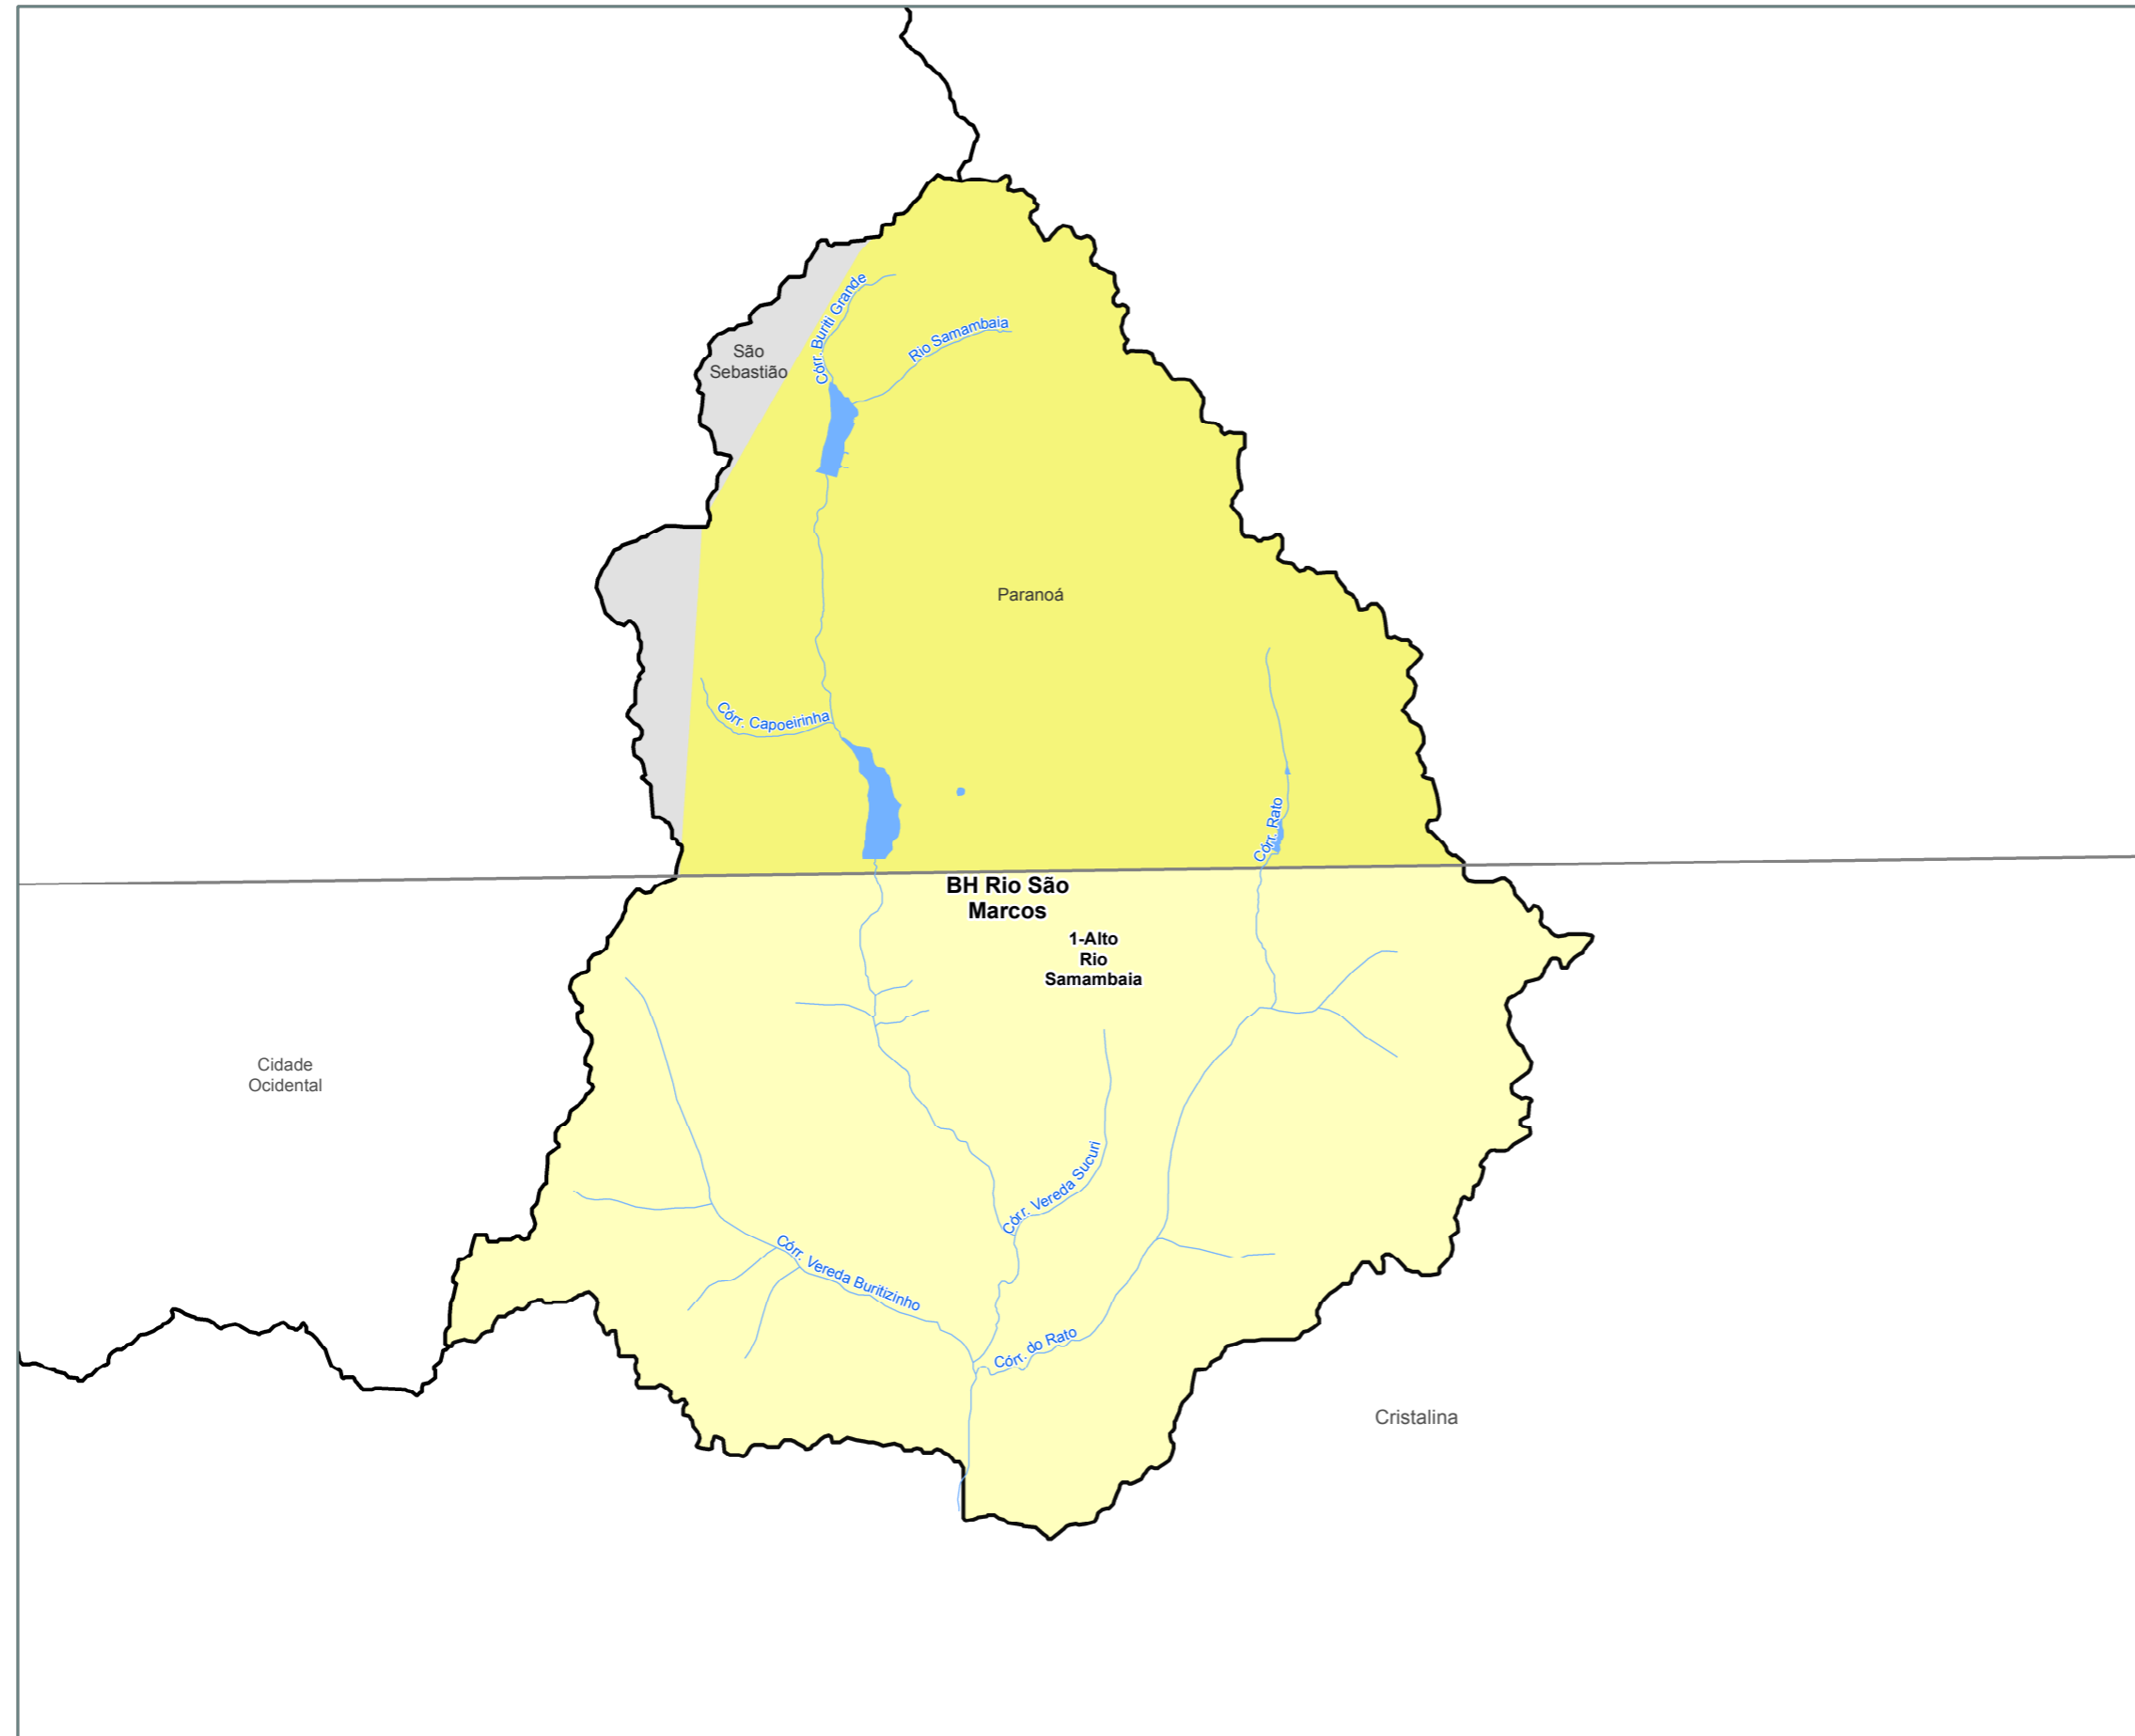 Córr. Buriti Grande
Rio Samambaia
São
Sebastião
Paranoá
Córr. Capoeirinha
Córr. Rato
BH Rio São
Marcos
1-Alto
Rio
Samambaia
Cidade
Ocidental
Córr. Vereda Sucuri
Córr. Vereda Buritizinho
Córr. do Rato
Cristalina